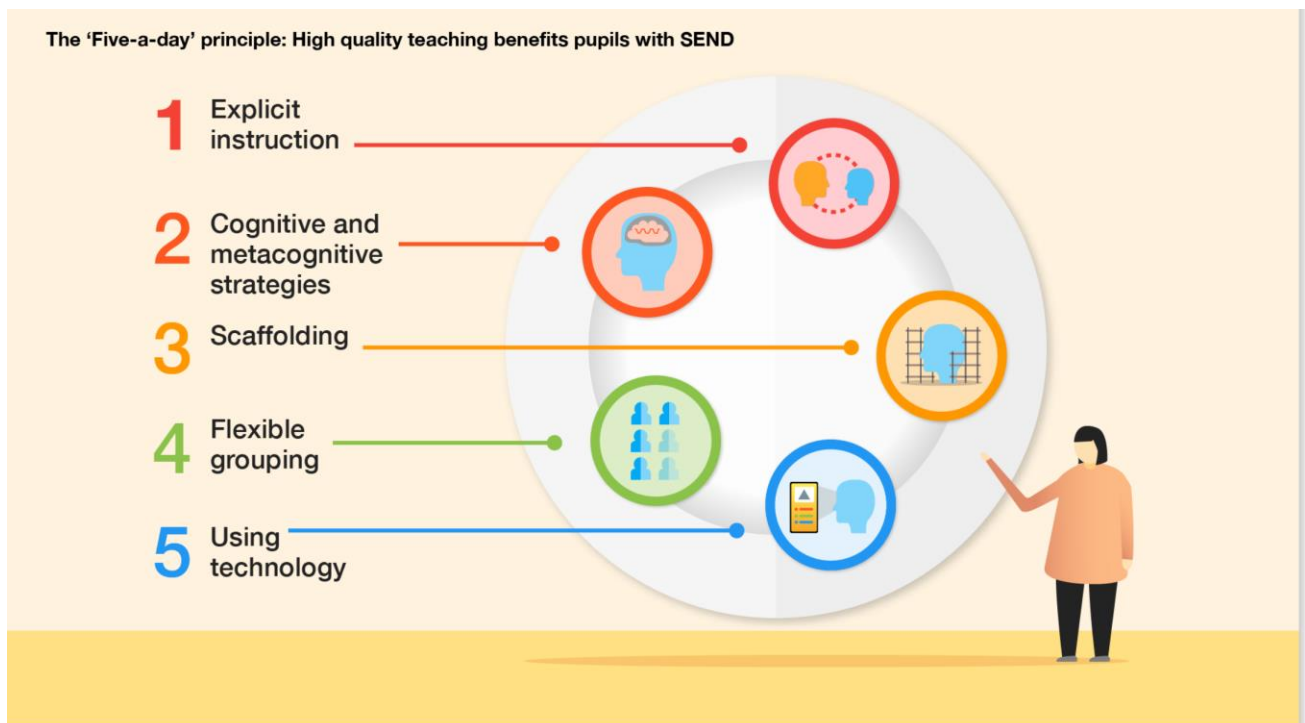 The ‘Five-a-day’ principle: High quality teaching benefits pupils with SEND
1 Explicit
instruction
2 Cognitive and
metacognitive
strategies
3 Scaffolding
4 Flexible
grouping
5 Using
technology